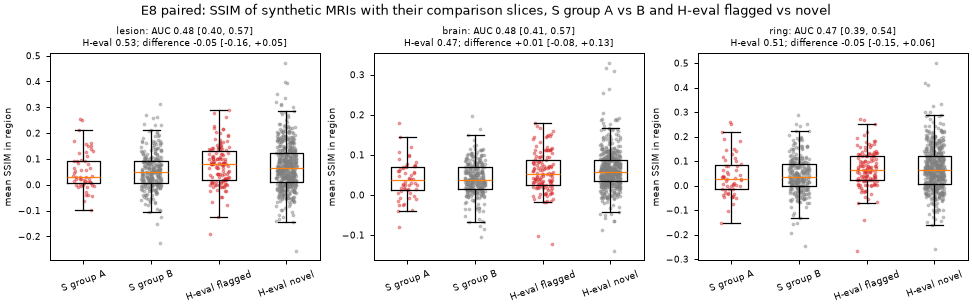 E8 paired: SSIM of synthetic MRIs with their comparison slices, S group A vs B and H-eval flagged vs novel
lesion: AUC 0.48 [0.40, 0.57]
H-eval 0.53; difference -0.05 [-0.16, +0.05]
mean SSIM in region
0.5
0.4
0.3
0.2
0.1
0.0
−0.1
−0.2
S group A
S group B
H-eval flagged
H-eval novel
brain: AUC 0.48 [0.41, 0.57]
H-eval 0.47; difference +0.01 [-0.08, +0.13]
mean SSIM in region
0.3
0.2
0.1
0.0
−0.1
S group A
S group B
H-eval flagged
H-eval novel
ring: AUC 0.47 [0.39, 0.54]
H-eval 0.51; difference -0.05 [-0.15, +0.06]
mean SSIM in region
0.5
0.4
0.3
0.2
0.1
0.0
−0.1
−0.2
−0.3
S group A
S group B
H-eval flagged
H-eval novel